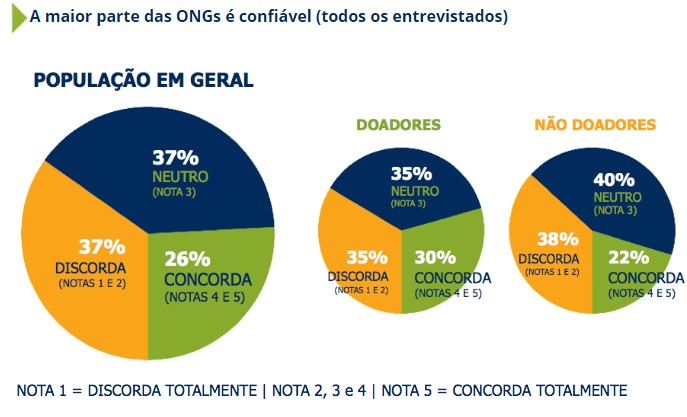 A maior parte das ONGs é confiável (todos os entrevistados)
POPULAÇÃO EM GERAL
37%
NEUTRO
(NOTA 3)
37%
DISCORDA
(NOTAS 1 E 2)
26%
CONCORDA
(NOTAS 4 E 5)
DOADORES
35%
NEUTRO
(NOTA 3)
35%
DISCORDA
(NOTAS 1 E 2)
30%
CONCORDA
(NOTAS 4 E 5)
NÃO DOADORES
40%
NEUTRO
(NOTA 3)
38%
DISCORDA
(NOTAS 1 E 2)
22%
CONCORDA
(NOTAS 4 E 5)
NOTA 1 = DISCORDA TOTALMENTE | NOTA 2, 3 e 4 | NOTA 5 = CONCORDA TOTALMENTE